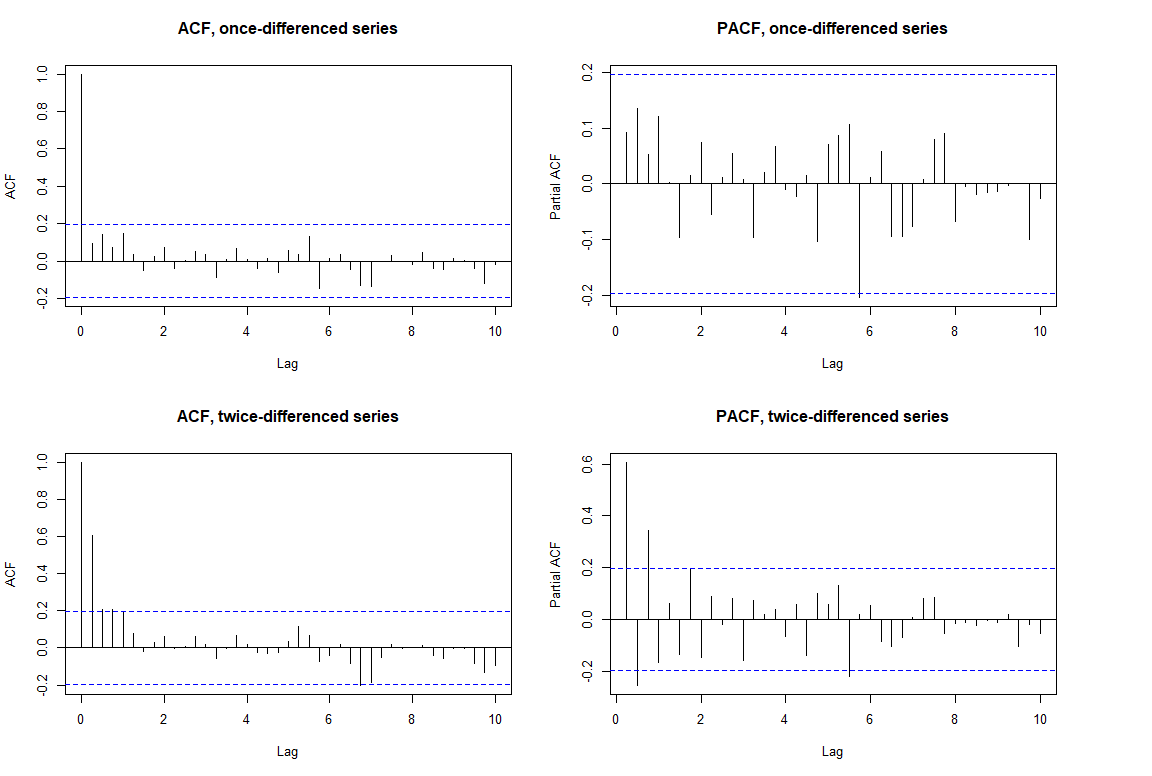 ACF, once-differenced series
ACF
1.0
0.8
0.6
0.4
0.2
0.0
-0.2
0 2 4 6 8 10
Lag
PACF, once-differenced series
Partial ACF
0.2
0.1
0.0
-0.1
-0.2
0 2 4 6 8 10
Lag
ACF, twice-differenced series
ACF
1.0
0.8
0.6
0.4
0.2
0.0
-0.2
0 2 4 6 8 10
Lag
PACF, twice-differenced series
Partial ACF
0.6
0.4
0.2
0.0
-0.2
0 2 4 6 8 10
Lag